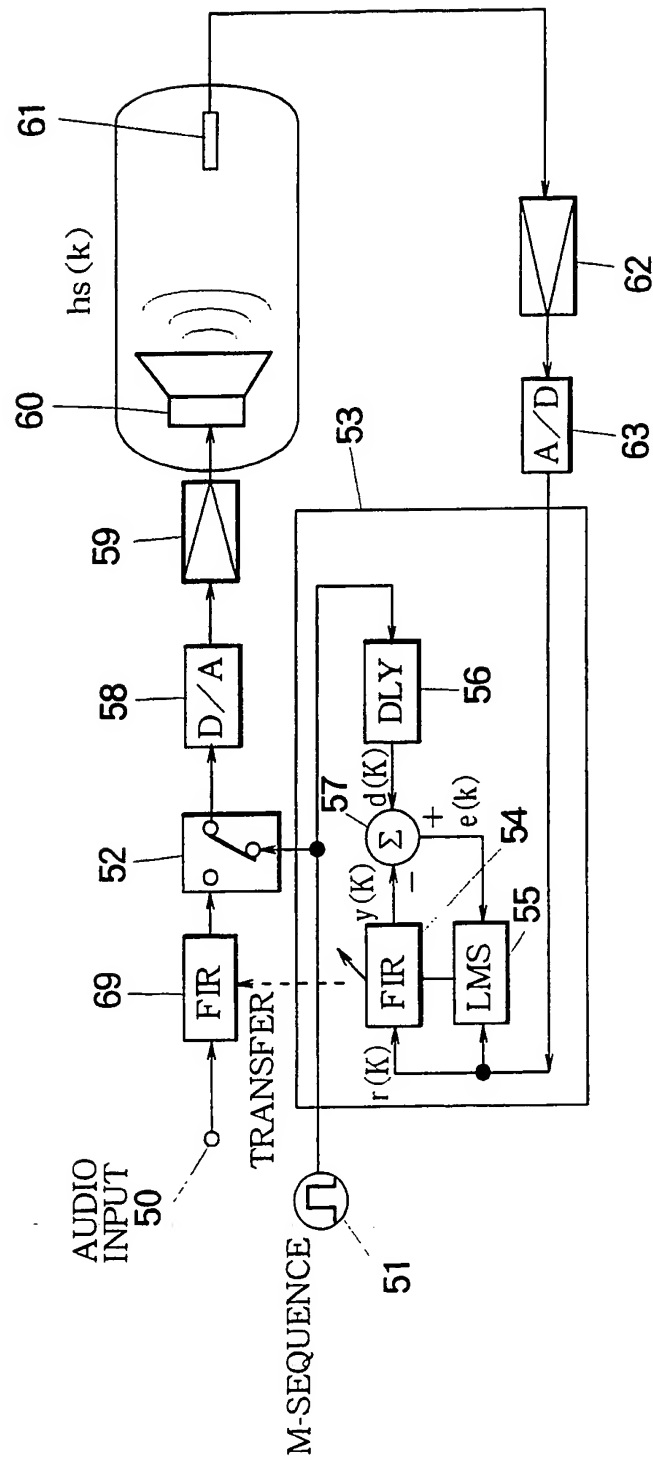 AUDIO
INPUT
50
M-SEQUENCE
51
69
FIR
TRANSFER
52
58
D/A
59
60
hs(k)
61
53
r(K)
FIR
54
y(K)
LMS
55
57
Σ
−
+
e(k)
d(K)
DLY
56
A/D
63
62